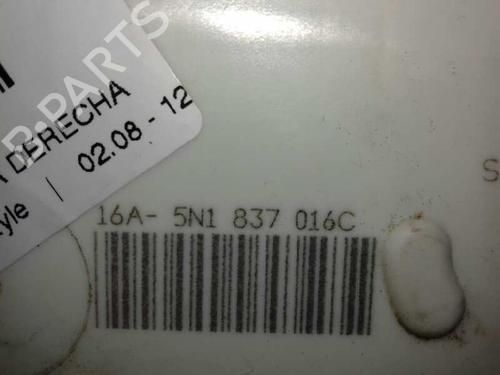 DERECHA
yle | 02.08 - 12
16A- 5N1 837 016C
S
B-PARTS